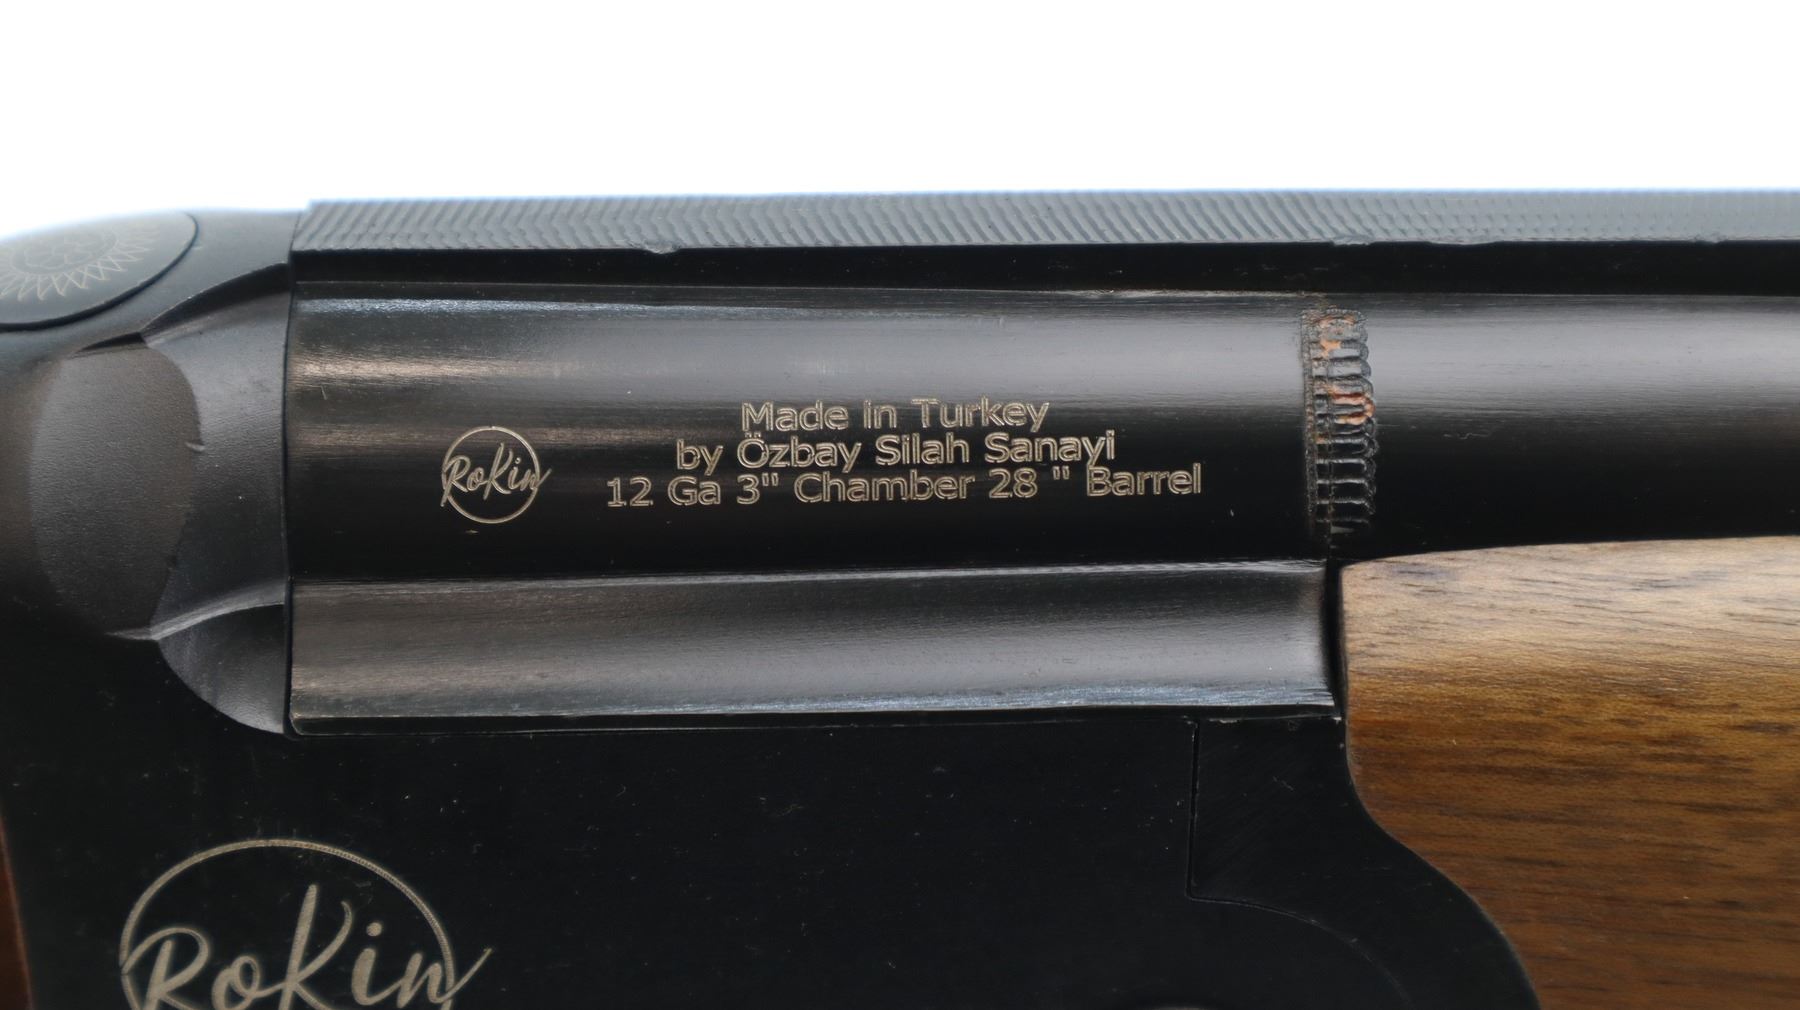 Made in Turkey
by Özbay Silah Sanayi
12 Ga 3" Chamber 28 " Barrel
RoKin
RoKin